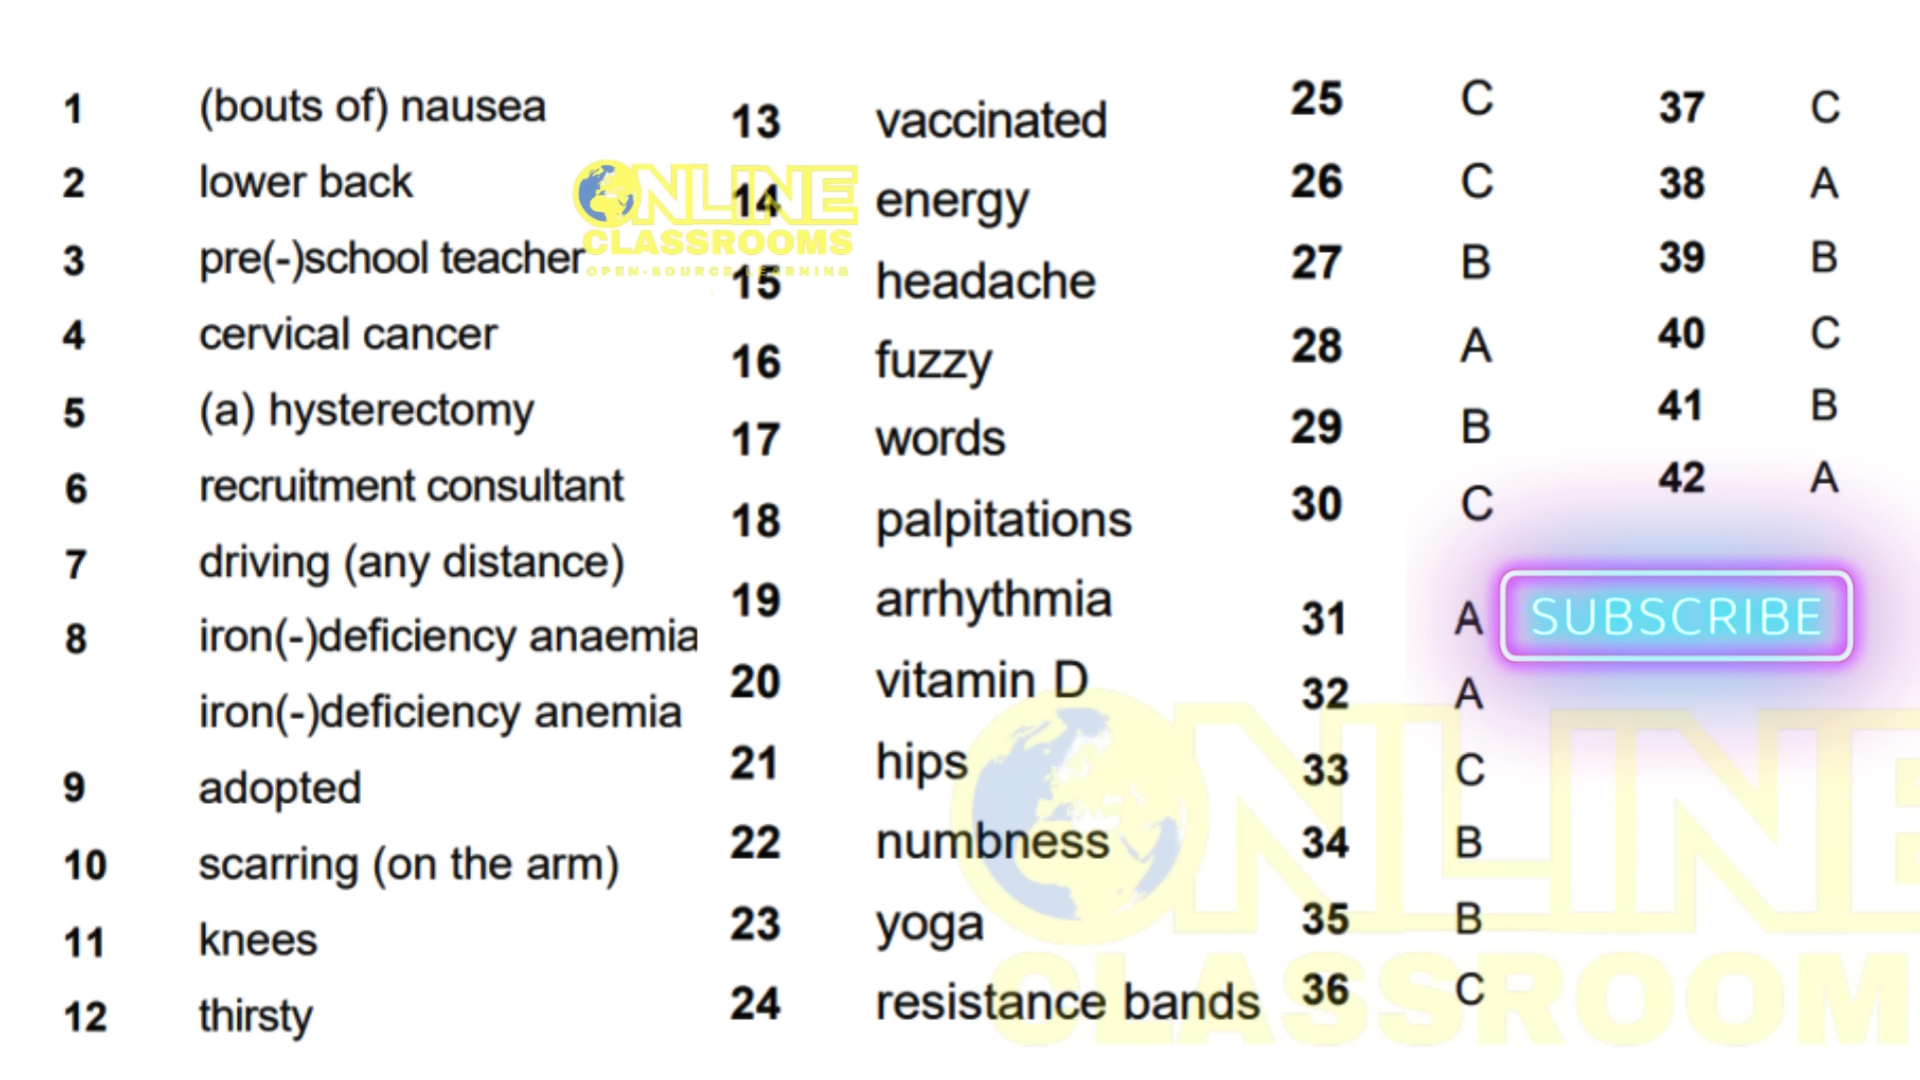 1 (bouts of) nausea
2 lower back
3 pre(-)school teacher
4 cervical cancer
5 (a) hysterectomy
6 recruitment consultant
7 driving (any distance)
8 iron(-)deficiency anaemia
iron(-)deficiency anemia
9 adopted
10 scarring (on the arm)
11 knees
12 thirsty
ONLINE
CLASSROOMS
OPEN-SOURCE LEARNING
13 vaccinated
14 energy
15 headache
16 fuzzy
17 words
18 palpitations
19 arrhythmia
20 vitamin D
21 hips
22 numbness
23 yoga
24 resistance bands
25 C
26 C
27 B
28 A
29 B
30 C
31 A
32 A
33 C
34 B
35 B
36 C
37 C
38 A
39 B
40 C
41 B
42 A
SUBSCRIBE
ONLINE
CLASSROOM